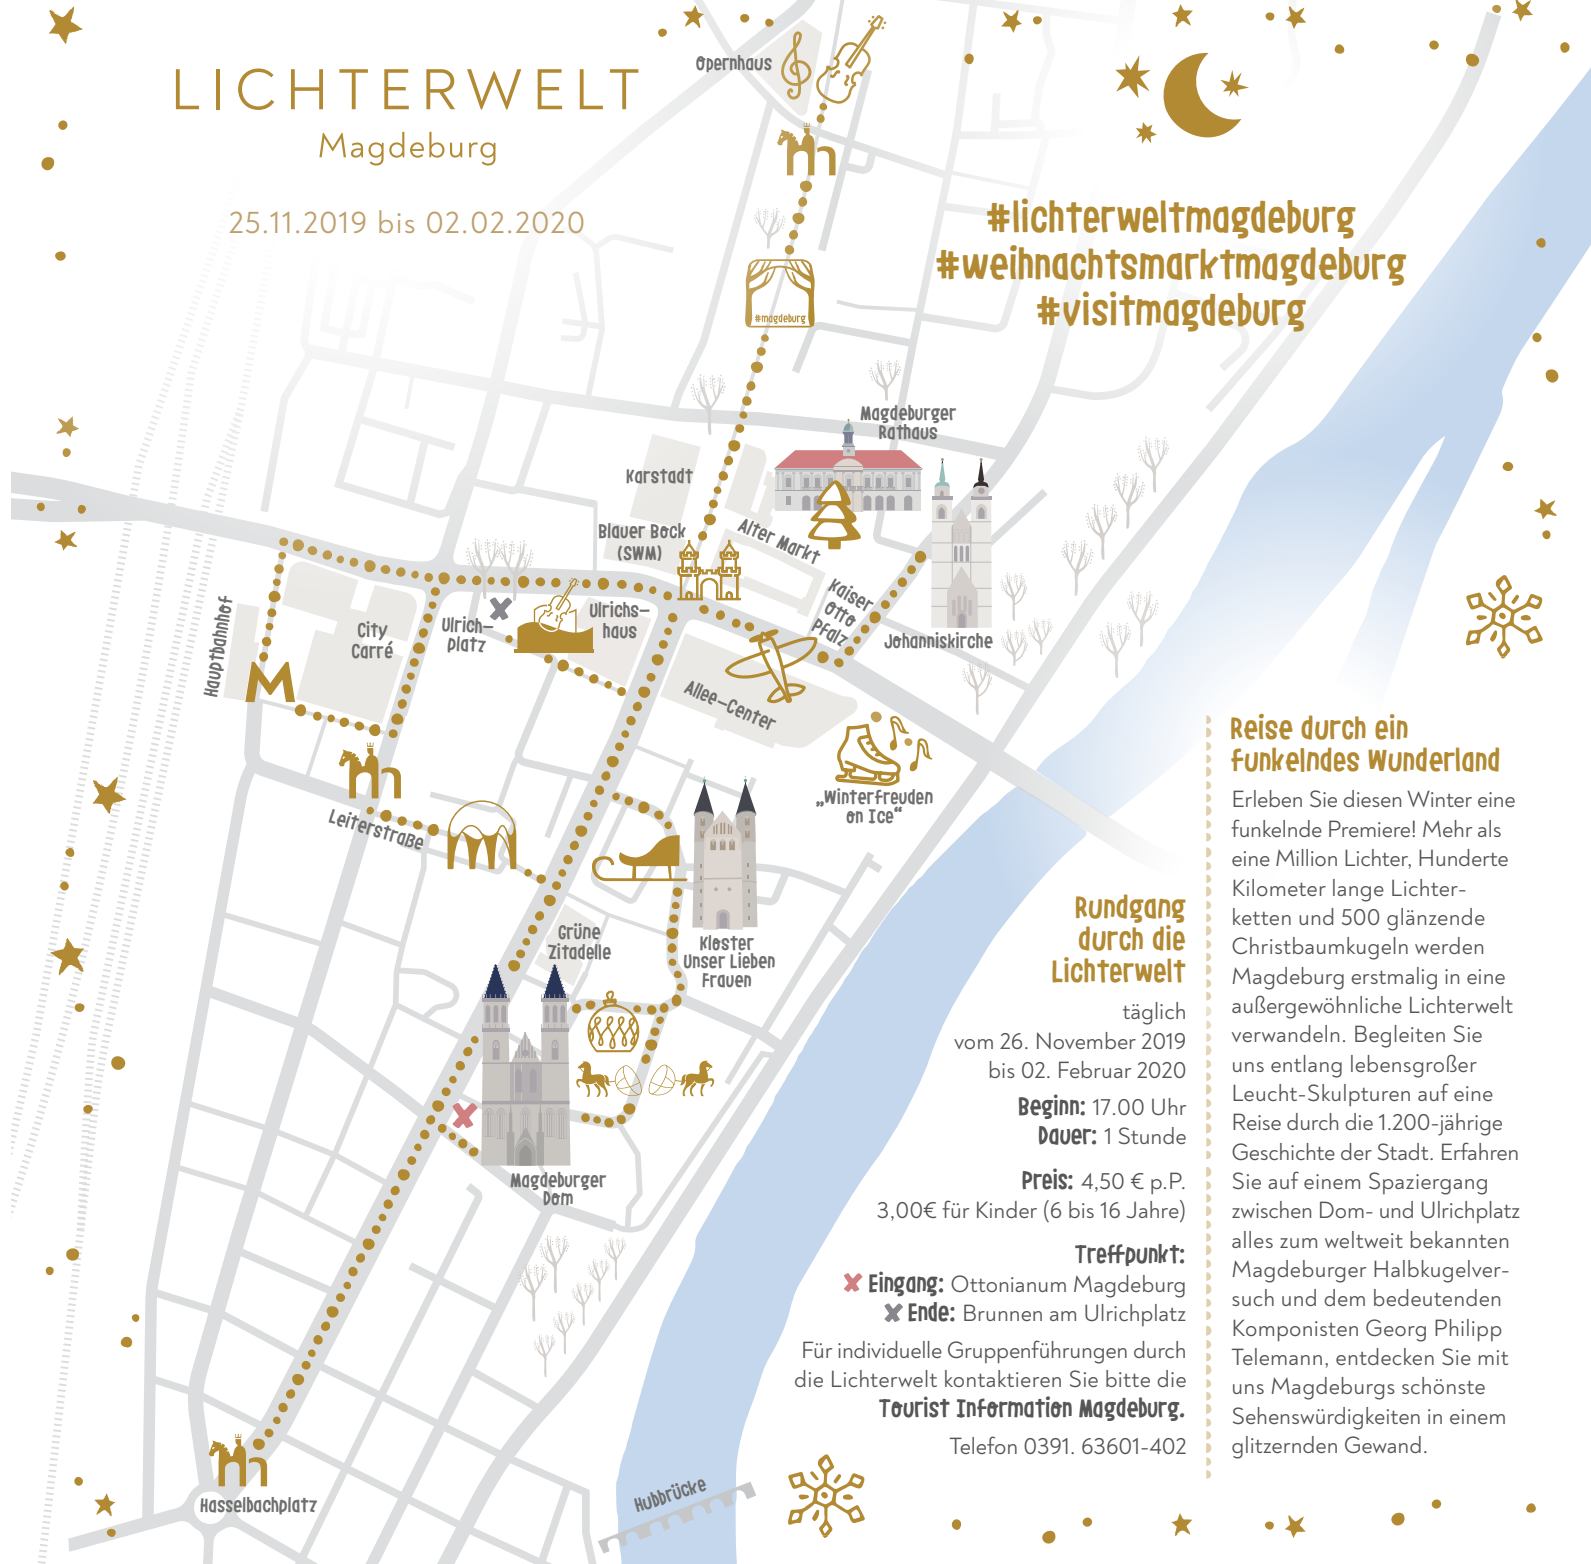 LICHTERWELT
Magdeburg
25.11.2019 bis 02.02.2020
#lichterweltmagdeburg
#weihnachtsmarktmagdeburg
#visitmagdeburg
Opernhaus
#magdeburg
Magdeburger
Rathaus
Karstadt
Blauer Bock
(SWM)
Alter Markt
Kaiser
Otto
Pfalz
Johanniskirche
Hauptbahnhof
City
Carré
Ulrich-
platz
Ulrichs-
haus
M
Allee-Center
„Winterfreuden
on Ice“
Leiterstraße
Grüne
Zitadelle
Kloster
Unser Lieben
Frauen
Magdeburger
Dom
Hasselbachplatz
Hubbrücke
Rundgang
durch die
Lichterwelt
täglich
vom 26. November 2019
bis 02. Februar 2020
Beginn: 17.00 Uhr
Dauer: 1 Stunde
Preis: 4,50 € p.P.
3,00€ für Kinder (6 bis 16 Jahre)
Treffpunkt:
Eingang: Ottonianum Magdeburg
Ende: Brunnen am Ulrichplatz
Für individuelle Gruppenführungen durch
die Lichterwelt kontaktieren Sie bitte die
Tourist Information Magdeburg.
Telefon 0391. 63601-402
Reise durch ein
funkelndes Wunderland
Erleben Sie diesen Winter eine
funkelnde Premiere! Mehr als
eine Million Lichter, Hunderte
Kilometer lange Lichter-
ketten und 500 glänzende
Christbaumkugeln werden
Magdeburg erstmalig in eine
außergewöhnliche Lichterwelt
verwandeln. Begleiten Sie
uns entlang lebensgroßer
Leucht-Skulpturen auf eine
Reise durch die 1.200-jährige
Geschichte der Stadt. Erfahren
Sie auf einem Spaziergang
zwischen Dom- und Ulrichplatz
alles zum weltweit bekannten
Magdeburger Halbkugelver-
such und dem bedeutenden
Komponisten Georg Philipp
Telemann, entdecken Sie mit
uns Magdeburgs schönste
Sehenswürdigkeiten in einem
glitzernden Gewand.